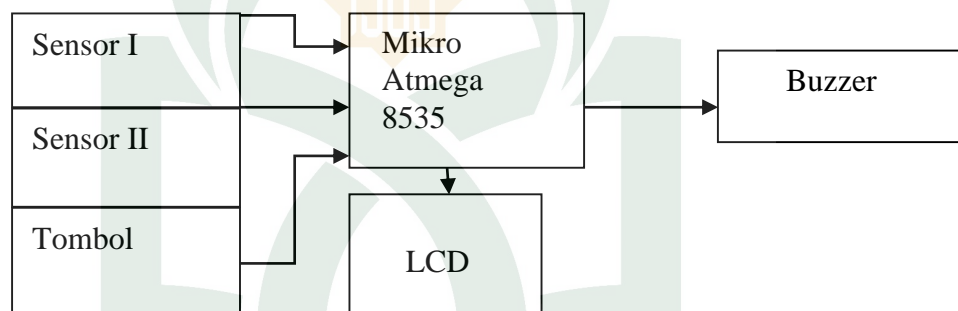 Sensor I
Sensor II
Tombol
Mikro
Atmega
8535
LCD
Buzzer